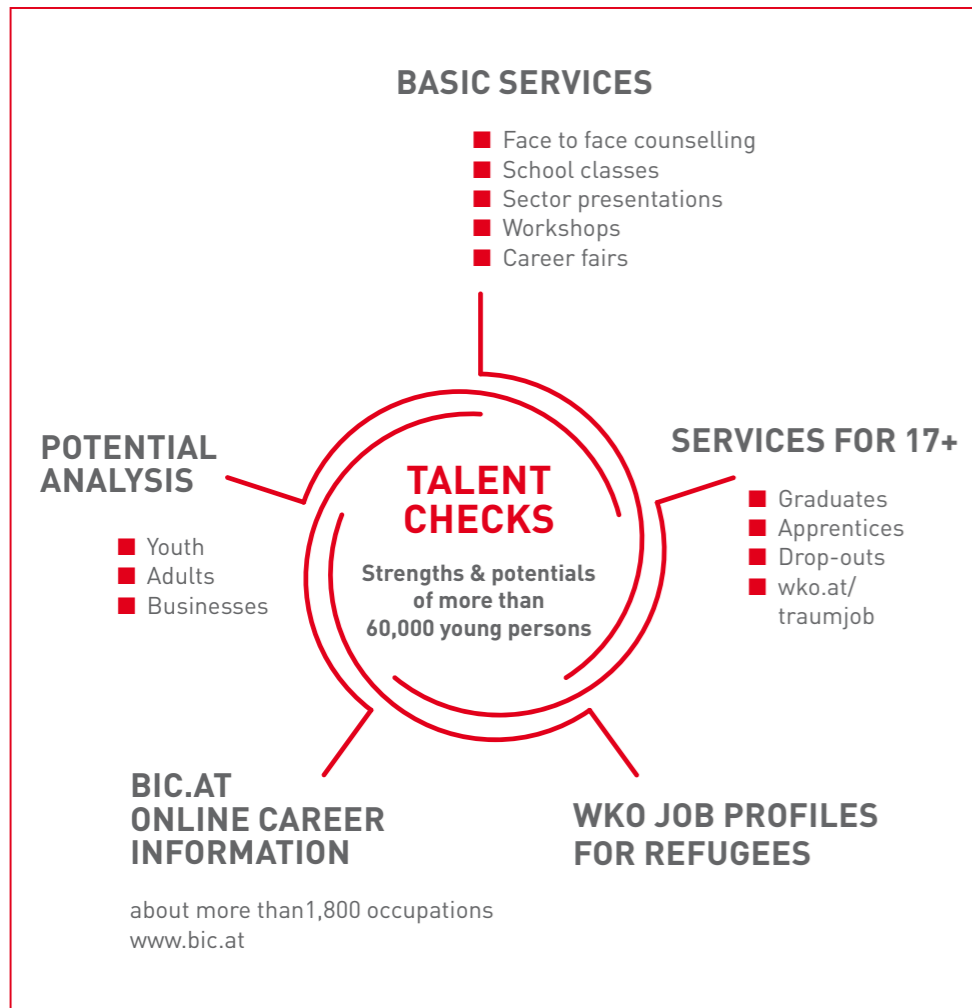 BASIC SERVICES
■ Face to face counselling
■ School classes
■ Sector presentations
■ Workshops
■ Career fairs
SERVICES FOR 17+
■ Graduates
■ Apprentices
■ Drop-outs
■ wko.at/
traumjob
POTENTIAL
ANALYSIS
■ Youth
■ Adults
■ Businesses
TALENT
CHECKS
Strengths & potentials
of more than
60,000 young persons
BIC.AT
ONLINE CAREER
INFORMATION
about more than1,800 occupations
www.bic.at
WKO JOB PROFILES
FOR REFUGEES